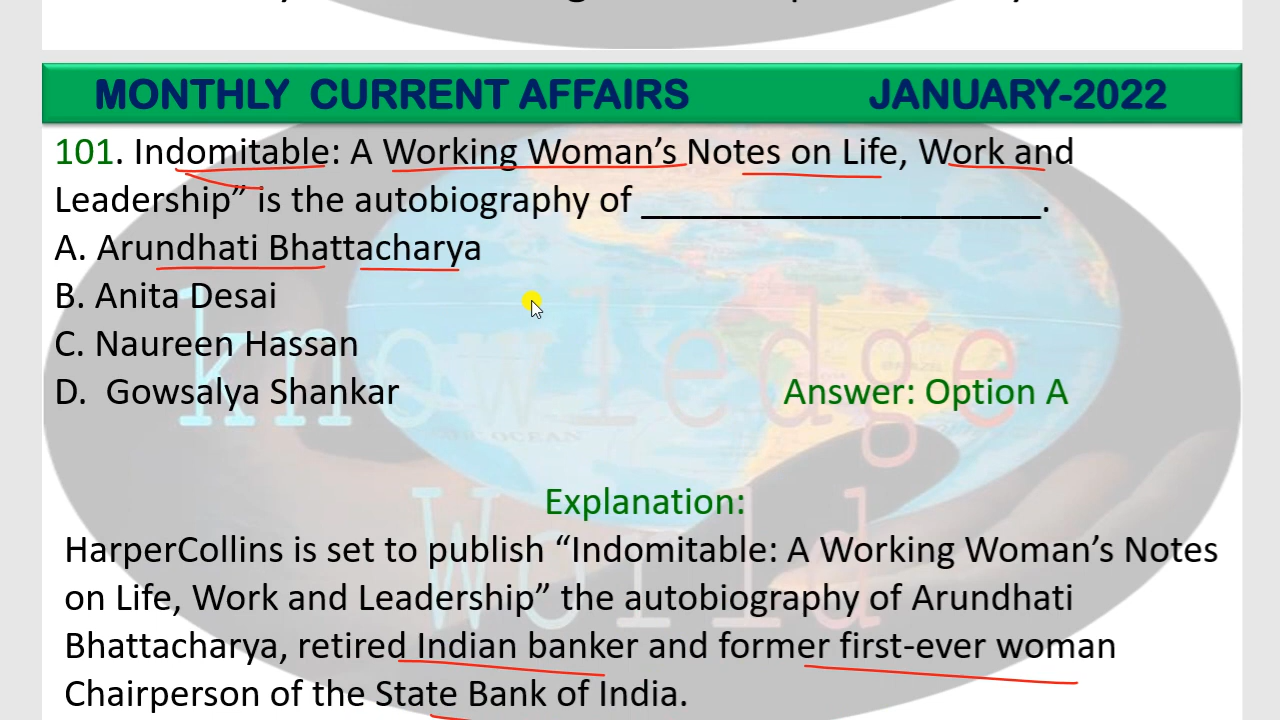 MONTHLY CURRENT AFFAIRS JANUARY-2022
101. Indomitable: A Working Woman’s Notes on Life, Work and
Leadership” is the autobiography of ____________________.
A. Arundhati Bhattacharya
B. Anita Desai
C. Naureen Hassan
D. Gowsalya Shankar Answer: Option A
Explanation:
HarperCollins is set to publish “Indomitable: A Working Woman’s Notes
on Life, Work and Leadership” the autobiography of Arundhati
Bhattacharya, retired Indian banker and former first-ever woman
Chairperson of the State Bank of India.
knowledge
World
OCEAN